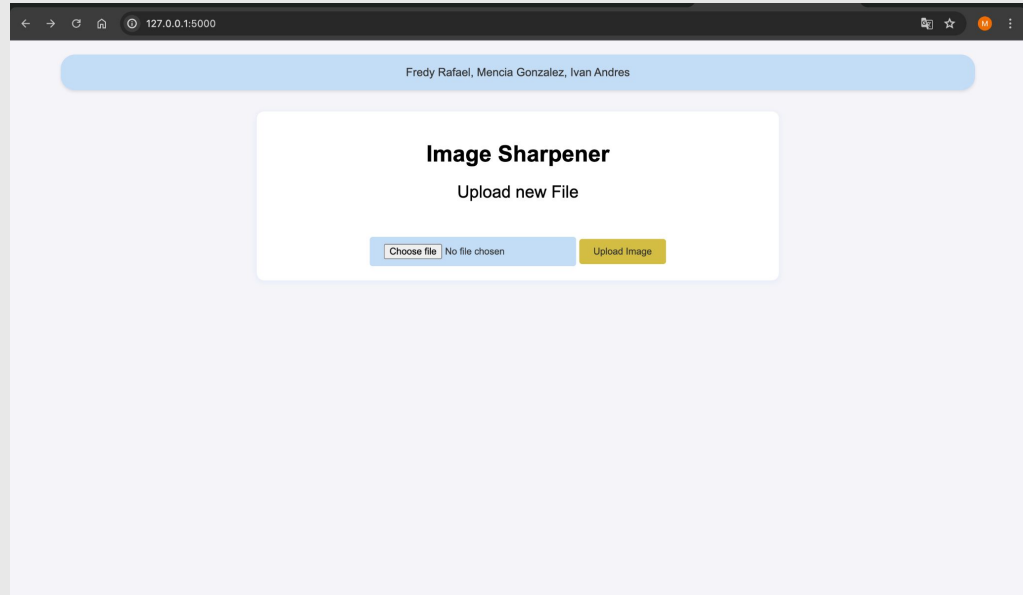 127.0.0.1:5000
M
Fredy Rafael, Mencia Gonzalez, Ivan Andres
Image Sharpener
Upload new File
Choose file No file chosen
Upload Image